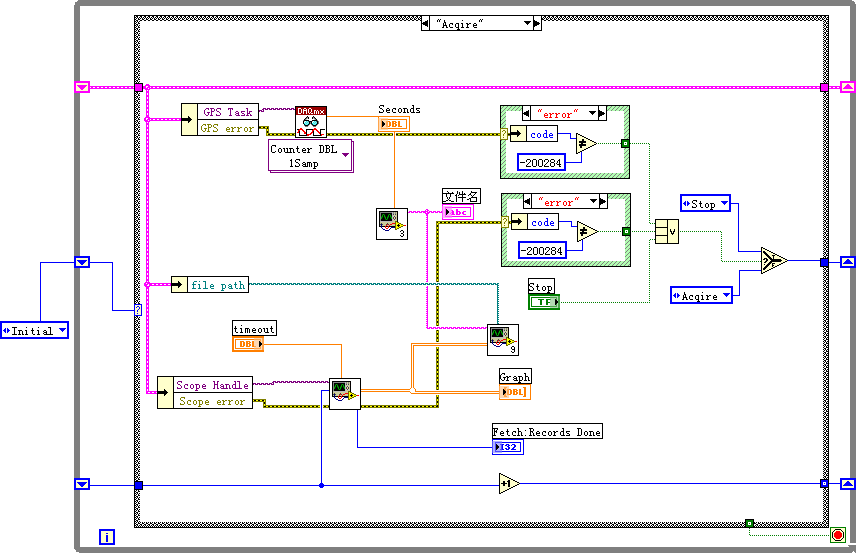 "Acqire"
GPS Task
GPS error
DAQmx
Seconds
DBL
Counter DBL
1Samp
"error"
code
-200284
文件名
abc
3
"error"
code
-200284
Stop
V
?
Stop
TF
Acqire
file path
?
Initial
timeout
DBL
9
Scope Handle
Scope error
Graph
DBL
Fetch:Records Done
I32
+1
i